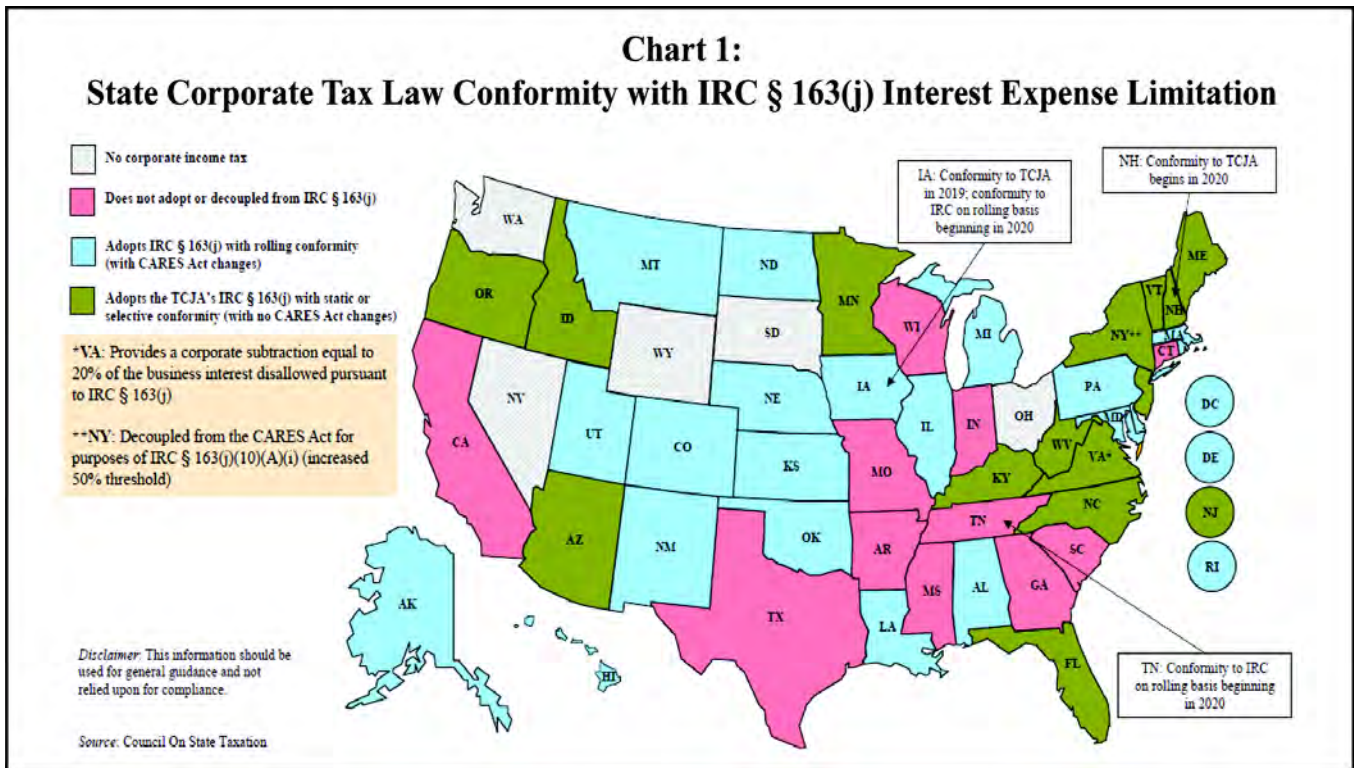 Chart 1:
State Corporate Tax Law Conformity with IRC § 163(j) Interest Expense Limitation
No corporate income tax
Does not adopt or decoupled from IRC § 163(j)
Adopts IRC § 163(j) with rolling conformity
(with CARES Act changes)
Adopts the TCJA's IRC § 163(j) with static or
selective conformity (with no CARES Act changes)
*VA: Provides a corporate subtraction equal to
20% of the business interest disallowed pursuant
to IRC § 163(j)
**NY: Decoupled from the CARES Act for
purposes of IRC § 163(j)(10)(A)(i) (increased
50% threshold)
IA: Conformity to TCJA
in 2019; conformity to
IRC on rolling basis
beginning in 2020
NH: Conformity to TCJA
begins in 2020
WA
MT
ND
MN
ME
VT
NH
OR
ID
SD
WI
MI
NY**
MA
CT
WY
IA
PA
NV
NE
IL
IN
OH
DC
CA
UT
CO
KS
MO
KY
WV
VA*
DE
AZ
NM
OK
AR
TN
NC
NJ
SC
TX
MS
AL
GA
RI
AK
LA
HI
FL
TN: Conformity to IRC
on rolling basis beginning
in 2020
Disclaimer: This information should be
used for general guidance and not
relied upon for compliance.
Source: Council On State Taxation